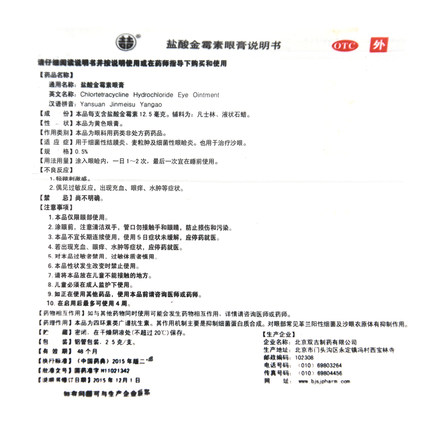 盐酸金霉素眼膏说明书
OTC
外
请仔细阅读说明书并按说明使用或在药师指导下购买和使用
【药品名称】
通用名称：盐酸金霉素眼膏
英文名称：Chlortetracycline Hydrochloride Eye Ointment
汉语拼音：Yansuan Jinmeisu Yangao
【成 份】本品每支含盐酸金霉素12.5毫克。辅料为：凡士林、液状石蜡。
【性 状】本品为黄色眼膏。
【作用类别】本品为眼科用药类非处方药药品。
【适 应 症】用于细菌性结膜炎、麦粒肿及细菌性眼睑炎。也用于治疗沙眼。
【规 格】0.5%
【用法用量】涂入眼睑内，一日1～2次，最后一次宜在睡前使用。
【不良反应】
1.轻微刺激感。
2.偶见过敏反应，出现充血、眼痒、水肿等症状。
【禁 忌】尚不明确。
【注意事项】
1.本品仅限眼部使用。
2.涂眼前，注意清洁双手，管口勿接触手和眼睛，防止损伤和污染。
3.本品不宜长期连续使用，使用5日症状未缓解，应停药就医。
4.若出现充血、眼痒、水肿等症状，应停药就医。
5.对本品过敏者禁用，过敏体质者慎用。
6.本品性状发生改变时禁止使用。
7.请将本品放在儿童不能接触的地方。
8.儿童必须在成人监护下使用。
9.如正在使用其他药品，使用本品前请咨询医师或药师。
10.在启用后最多可使用4周。
【药物相互作用】如与其他药物同时使用可能会发生药物相互作用，详情请咨询医师或药师。
【药理作用】本品为四环素类广谱抗生素，其作用机制主要是抑制细菌蛋白质合成，对眼部常见革兰阳性细菌及沙眼衣原体有抑制作用。
【贮 藏】密闭，在干燥阴凉处（不超过20℃）保存。
【包 装】铝管包装，2.5克/支。
【有 效 期】48个月
【执行标准】《中国药典》2015年版二部
【批准文号】国药准字H11021342
【说明书修订日期】2015年12月1日
如有问题可与生产企业联系
【生产企业】
企业名称：北京双吉制药有限公司
生产地址：北京市门头沟区永定镇冯村西宝林寺
邮政编码：102308
电话号码：（010）69803264
传真号码：（010）69804456
网 址：www.bjsjpharm.com